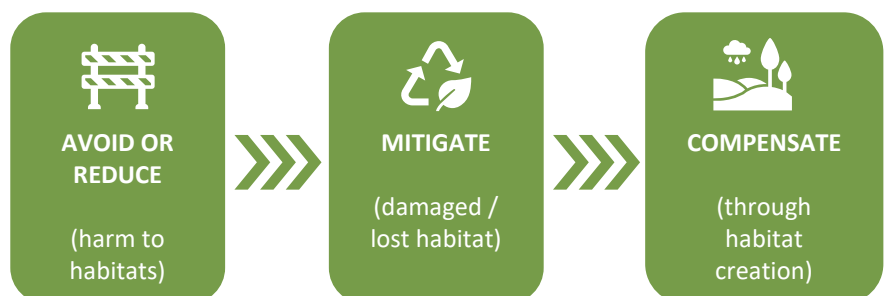 AVOID OR
REDUCE
(harm to
habitats)
MITIGATE
(damaged /
lost habitat)
COMPENSATE
(through
habitat
creation)